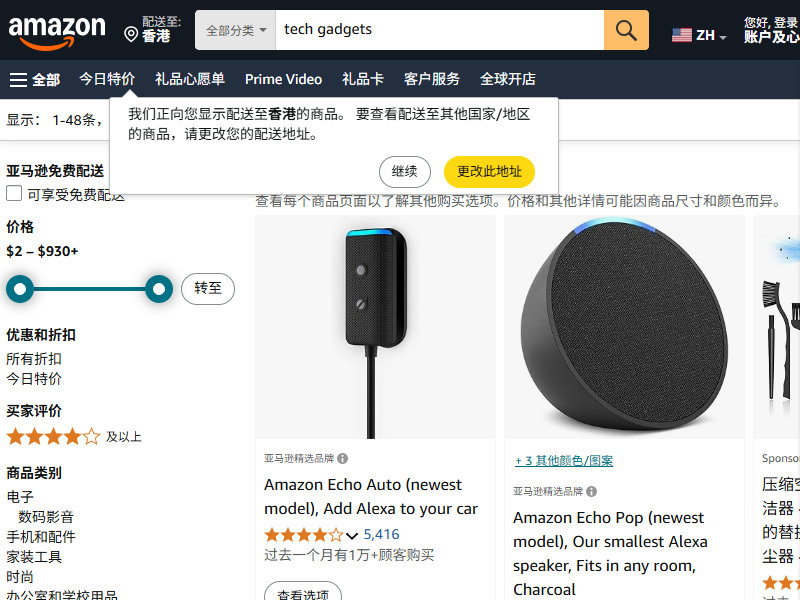 amazon
配送至:
香港
全部分类
tech gadgets
ZH
您好, 登录
账户及心
全部
今日特价
礼品心愿单
Prime Video
礼品卡
客户服务
全球开店
显示： 1-48条，
我们正向您显示配送至香港的商品。 要查看配送至其他国家/地区
的商品，请更改您的配送地址。
继续
更改此地址
亚马逊免费配送
可享受免费配送
查看每个商品页面以了解其他购买选项。价格和其他详情可能因商品尺寸和颜色而异。
价格
$2 – $930+
转至
优惠和折扣
所有折扣
今日特价
买家评价
及以上
商品类别
电子
数码影音
手机和配件
家装工具
时尚
办公室和学校用品
亚马逊精选品牌
Amazon Echo Auto (newest
model), Add Alexa to your car
5,416
过去一个月有1万+顾客购买
查看选项
+ 3 其他颜色/图案
亚马逊精选品牌
Amazon Echo Pop (newest
model), Our smallest Alexa
speaker, Fits in any room,
Charcoal
Sponso
压缩空
洁器
的替
尘器